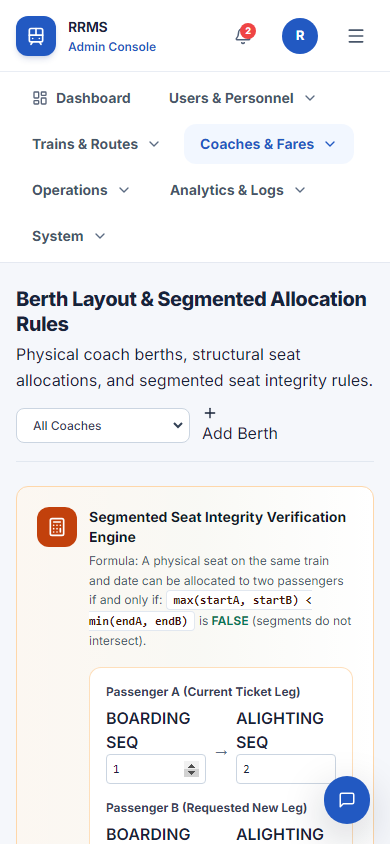 RRMS
Admin Console
2
R
Dashboard
Users & Personnel
Trains & Routes
Coaches & Fares
Operations
Analytics & Logs
System
Berth Layout & Segmented Allocation
Rules
Physical coach berths, structural seat
allocations, and segmented seat integrity rules.
All Coaches
+
Add Berth
Segmented Seat Integrity Verification
Engine
Formula: A physical seat on the same train
and date can be allocated to two passengers
if and only if: max(startA, startB) <
min(endA, endB) is FALSE (segments do not
intersect).
Passenger A (Current Ticket Leg)
BOARDING
SEQ
ALIGHTING
SEQ
1
→
2
Passenger B (Requested New Leg)
BOARDING
ALIGHTING